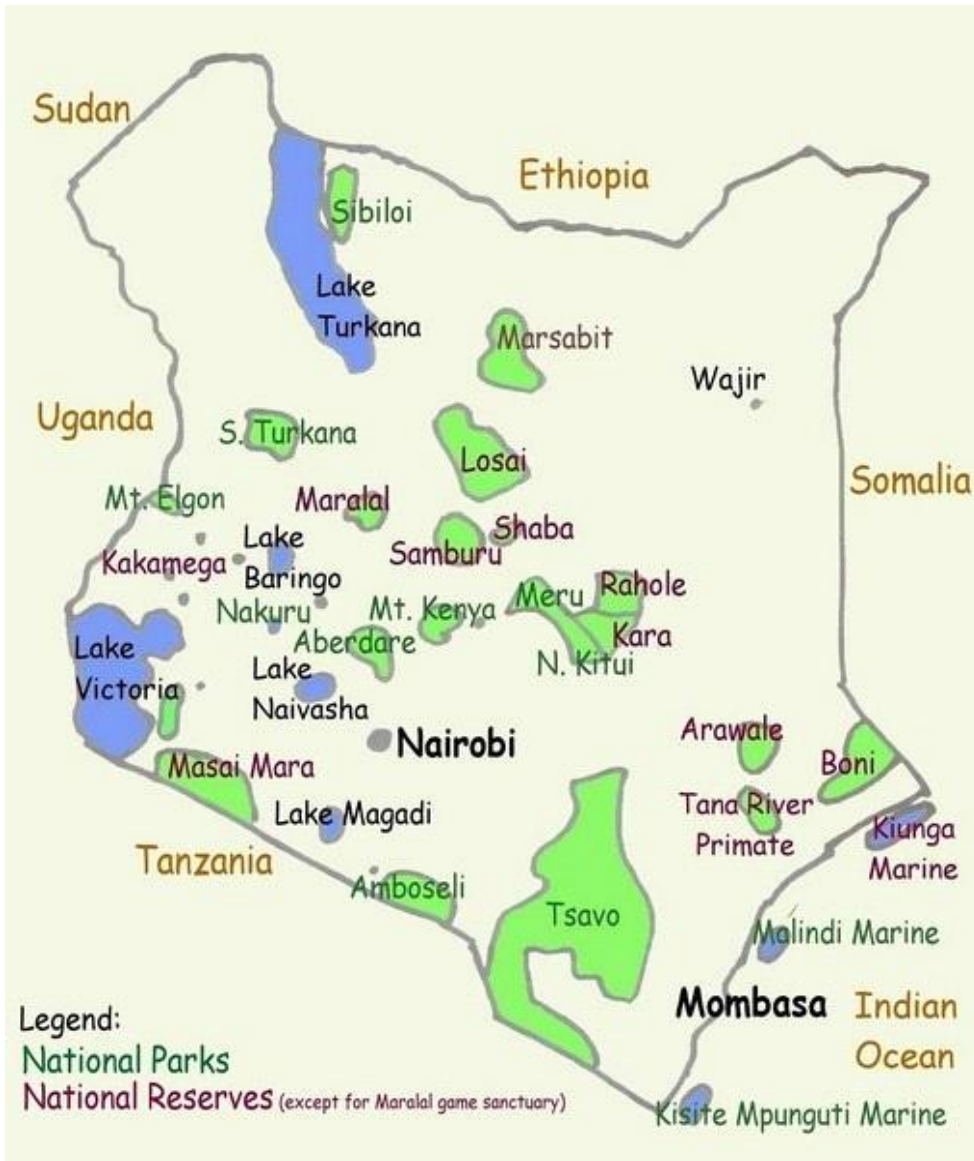 Sudan
Ethiopia
Sibiloi
Lake
Turkana
Marsabit
Wajir
Uganda
S. Turkana
Losai
Somalia
Mt. Elgon
Maralal
Shaba
Samburu
Kakamega
Lake
Baringo
Nakuru
Mt. Kenya
Meru
Rahole
Aberdare
Kara
N. Kitui
Lake
Victoria
Lake
Naivasha
Nairobi
Arawale
Boni
Masai Mara
Lake Magadi
Tana River
Primate
Kiunga
Marine
Tanzania
Amboseli
Tsavo
Malindi Marine
Mombasa
Indian
Ocean
Legend:
National Parks
National Reserves (except for Maralal game sanctuary)
Kisite Mpunguti Marine